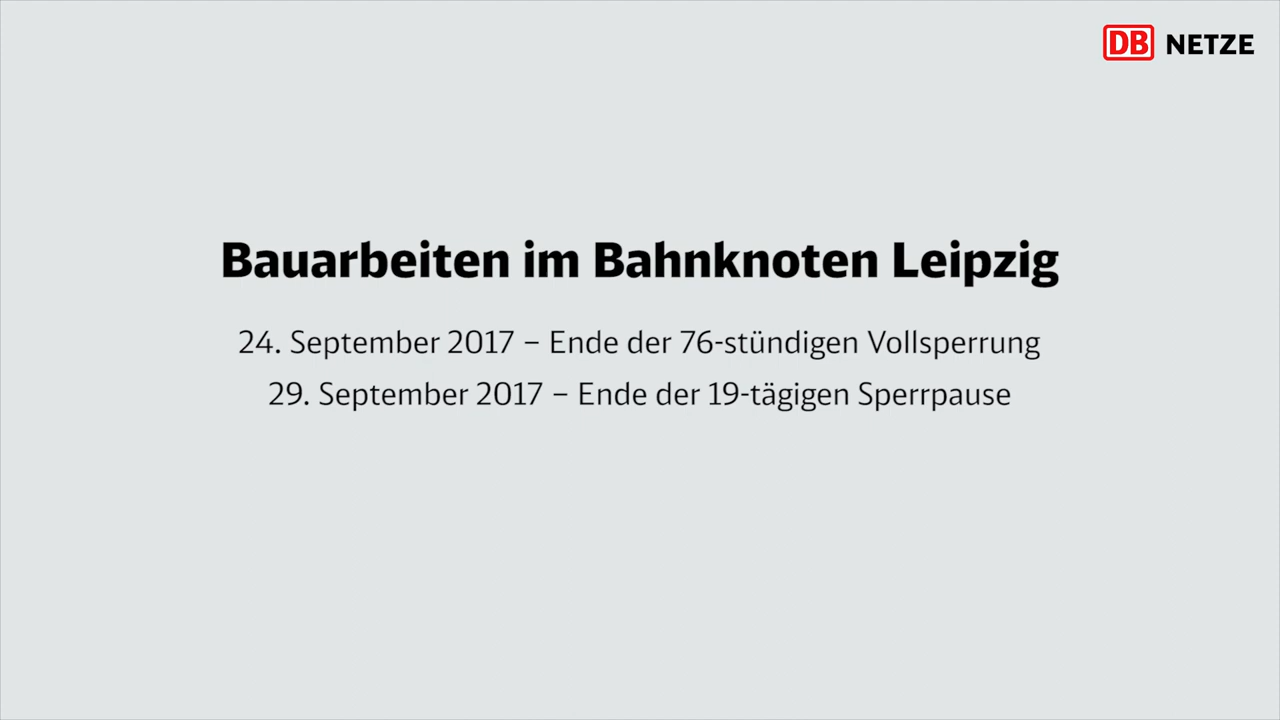 DB NETZE
Bauarbeiten im Bahnknoten Leipzig
24. September 2017 – Ende der 76-stündigen Vollsperrung
29. September 2017 – Ende der 19-tägigen Sperrpause